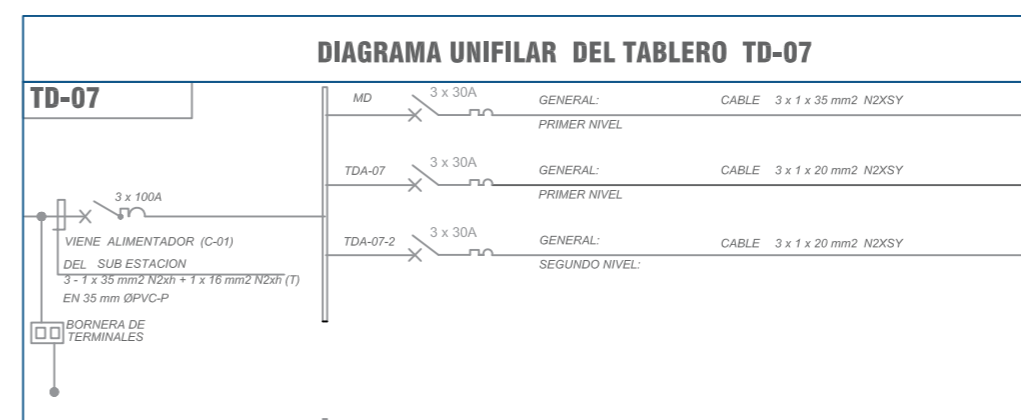 DIAGRAMA UNIFILAR DEL TABLERO TD-07
TD-07
MD 3 x 30A GENERAL: CABLE 3 x 1 x 35 mm2 N2XSY
PRIMER NIVEL
TDA-07 3 x 30A GENERAL: CABLE 3 x 1 x 20 mm2 N2XSY
PRIMER NIVEL
TDA-07-2 3 x 30A GENERAL: CABLE 3 x 1 x 20 mm2 N2XSY
SEGUNDO NIVEL:
3 x 100A
VIENE ALIMENTADOR (C-01)
DEL SUB ESTACION
3 - 1 x 35 mm2 N2xh + 1 x 16 mm2 N2xh (T)
EN 35 mm ØPVC-P
BORNERA DE
TERMINALES